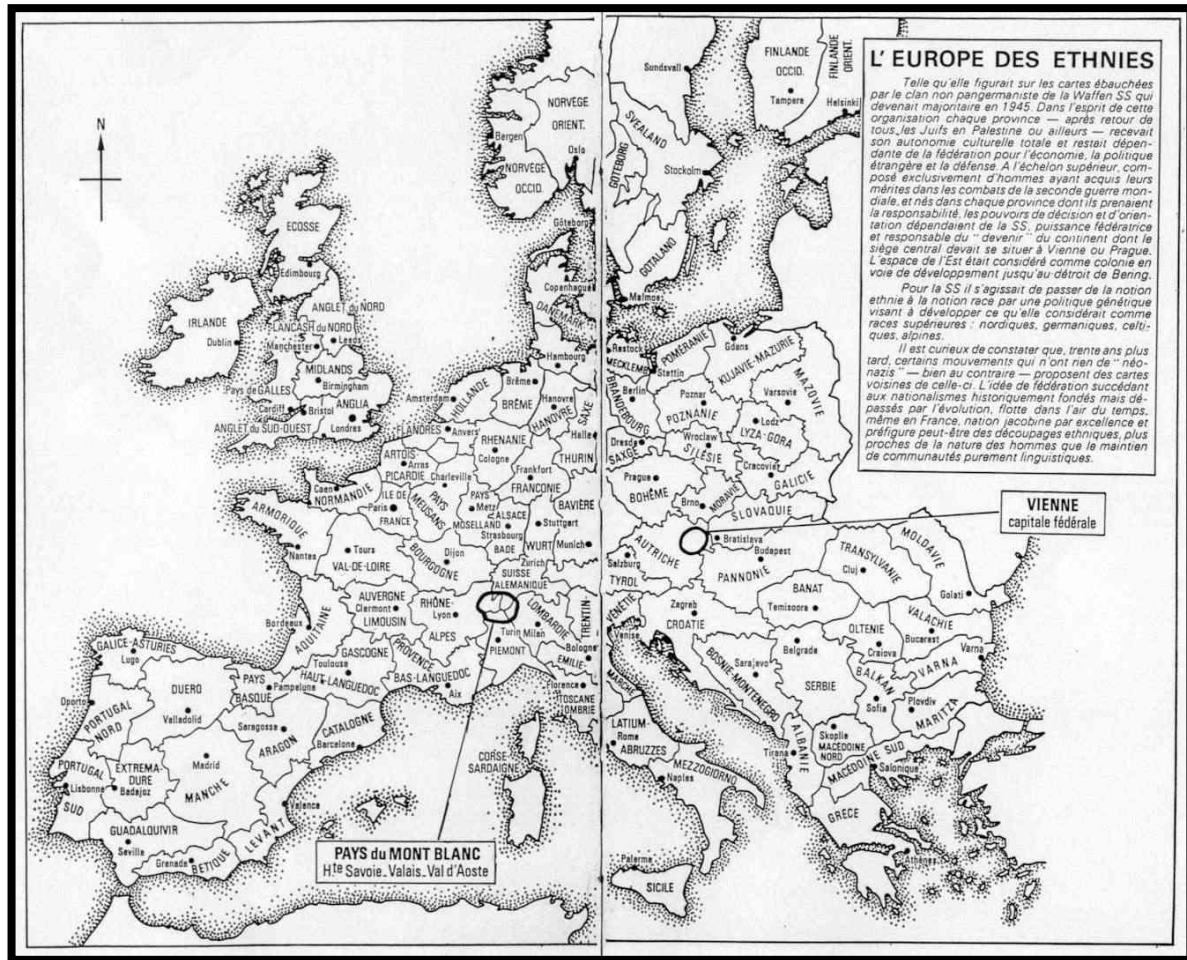 L'EUROPE DES ETHNIES
Telle qu'elle figurait sur les cartes ébauchées
par le clan non pangermaniste de la Waffen SS qui
devenait majoritaire en 1945. Dans l'esprit de cette
organisation chaque province — après retour de
tous les Juifs en Palestine ou ailleurs — recevait
son autonomie culturelle totale et restait dépen-
dante de la fédération pour l'économie, la politique
étrangère et la défense. A l'échelon supérieur, com-
posé exclusivement d'hommes ayant acquis leurs
mérites dans les combats de la seconde guerre mon-
diale, et nés dans chaque province dont ils prenaient
la responsabilité, les pouvoirs de décision et d'orien-
tation dépendaient de la SS, puissance fédératrice
et responsable du "devenir" du continent dont le
siège central devait se situer à Vienne ou Prague.
L'espace de l'Est était considéré comme colonie en
voie de développement jusqu'au détroit de Bering.
Pour la SS il s'agissait de passer de la notion
ethnie à la notion race par une politique génétique
visant à développer ce qu'elle considérait comme
races supérieures : nordiques, germaniques, celti-
ques, alpines.
Il est curieux de constater que, trente ans plus
tard, certains mouvements qui n'ont rien de "néo-
nazis" — bien au contraire — proposent des cartes
voisines de celle-ci. L'idée de fédération succédant
aux nationalismes historiquement fondés mais dé-
passés par l'évolution, flotte dans l'air du temps,
même en France, nation jacobine par excellence et
préfigure peut-être des découpages ethniques, plus
proches de la nature des hommes que le maintien
de communautés purement linguistiques.
VIENNE
capitale fédérale
PAYS du MONT BLANC
Hte Savoie_Valais_Val d'Aoste
N
FINLANDE
OCCID.
FINLANDE
ORIENT.
Tampere
Helsinki
Sundsvall
SVEALAND
GOTEBORG
Stockolm
GOTALAND
Malmoe
NORVÈGE
ORIENT.
Bergen
Oslo
NORVÈGE
OCCID.
Göteborg
Copenhague
DANEMARK
ECOSSE
Edimbourg
IRLANDE
Dublin
ANGLET du NORD
LANCASH du NORD
Manchester
Leeds
MIDLANDS
Birmingham
Pays de GALLES
Cardiff
Bristol
ANGLIA
Londres
ANGLET du SUD-OUEST
Hambourg
Brême
BRÊME
Hanovre
HANOVRE
SAXE
Halle
THURIN
Amsterdam
HOLLANDE
FLANDRES
Anvers
RHENANIE
Cologne
Frankfort
FRANCONIE
ARTOIS
Arras
PICARDIE
Charleville
Caen
NORMANDIE
Paris
ILE DE
FRANCE
PAYS
MEUSANS
PAYS
Metz
MOSELLAND
ALSACE
Strasbourg
BADE
WURT
Stuttgart
BAVIÈRE
Munich
ARMORIQUE
Nantes
Tours
VAL-DE-LOIRE
BOURGOGNE
Dijon
Zurich
SUISSE
ALEMANIQUE
AUVERGNE
Clermont
LIMOUSIN
RHÔNE-
Lyon
ALPES
Bordeaux
AQUITAINE
GASCOGNE
Toulouse
HAUT-LANGUEDOC
BAS-LANGUEDOC
PROVENCE
Aix
Turin
PIEMONT
Milan
LOMBARDIE
TRENTIN-
Bologne
EMILIE-
Florence
TOSCANE
OMBRIE
CORSE-
SARDAIGNE
GALICE-ASTURIES
Lugo
Oporto
PORTUGAL
NORD
DUERO
Valladolid
PAYS
BASQUE
Pampelune
Saragosse
ARAGON
CATALOGNE
Barcelone
PORTUGAL
Lisbonne
SUD
EXTREMA-
DURE
Badajoz
Madrid
MANCHE
Valence
LEVANT
GUADALQUIVIR
Seville
Grenade
BÉTIQUE
Rostock
MECKLEMB
Stettin
POMERANIE
Gdans
KUJAVIE-MAZURIE
MAZOVIE
Varsovie
Berlin
BRANDEBOURG
Poznar
POZNANIE
Lodz
LYZA-GORA
Dresde
SAXGE
Wroclaw
SILÉSIE
Cracovier
GALICIE
Prague
BOHÊME
Brno
MORAVIE
SLOVAQUIE
Bratislava
Budapest
PANNONIE
AUTRICHE
Salzburg
TYROL
TRANSYLVANIE
Cluj
MOLDAVIE
Galati
BANAT
Temisoore
VÉNÉTIE
Venise
Zagreb
CROATIE
OLTENIE
Craiova
VALACHIE
Bucarest
VARNA
Varna
BOSNIE-MONTENEGRO
Sarajevo
Belgrade
SERBIE
BALKAN
Sofia
Plovdiv
MARITZA
MARCHE
LATIUM-
Rome
ABRUZZES
MEZZOGIORNO
Naples
Tirana
ALBANIE
Skoplie
MACÉDOINE
NORD
MACEDOINE SUD
Salonique
GRÈCE
Athènes
Palerme
SICILE